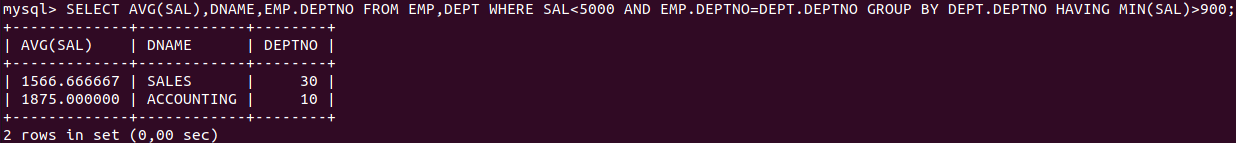 mysql> SELECT AVG(SAL),DNAME,EMP.DEPTNO FROM EMP,DEPT WHERE SAL<5000 AND EMP.DEPTNO=DEPT.DEPTNO GROUP BY DEPT.DEPTNO HAVING MIN(SAL)>900;
+-------------+------------+--------+
| AVG(SAL)    | DNAME      | DEPTNO |
+-------------+------------+--------+
| 1566.666667 | SALES      |     30 |
| 1875.000000 | ACCOUNTING |     10 |
+-------------+------------+--------+
2 rows in set (0,00 sec)